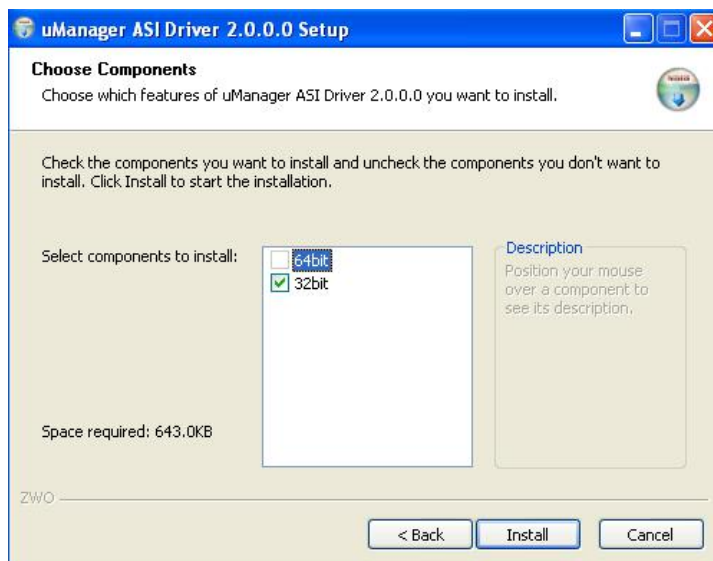 uManager ASI Driver 2.0.0.0 Setup
Choose Components
Choose which features of uManager ASI Driver 2.0.0.0 you want to install.
Check the components you want to install and uncheck the components you don't want to
install. Click Install to start the installation.
Select components to install:
64bit
32bit
Description
Position your mouse
over a component to
see its description.
Space required: 643.0KB
ZWO
< Back
Install
Cancel